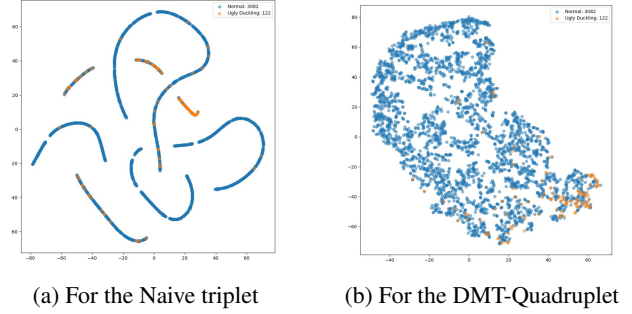 Normal: 3082
Ugly Duckling: 122
80
60
40
20
0
−20
−40
−60
−80 −60 −40 −20 0 20 40 60
Normal: 3082
Ugly Duckling: 122
80
60
40
20
0
−20
−40
−60
−40 −20 0 20 40 60
(a) For the Naive triplet
(b) For the DMT-Quadruplet